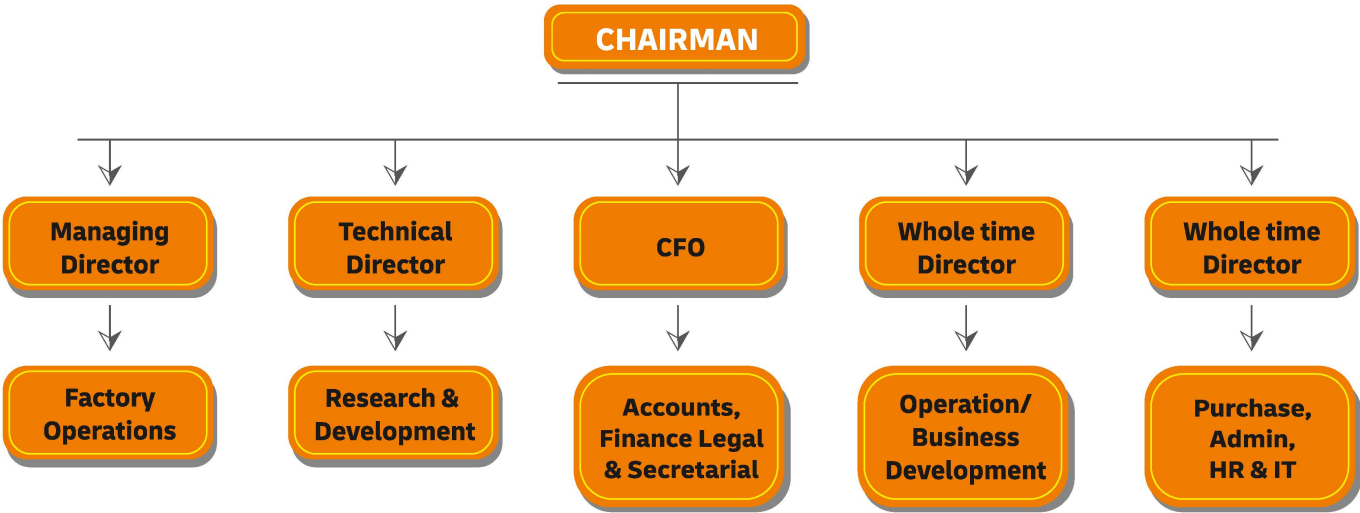 CHAIRMAN
Managing
Director
Technical
Director
CFO
Whole time
Director
Whole time
Director
Factory
Operations
Research &
Development
Accounts,
Finance Legal
& Secretarial
Operation/
Business
Development
Purchase,
Admin,
HR & IT